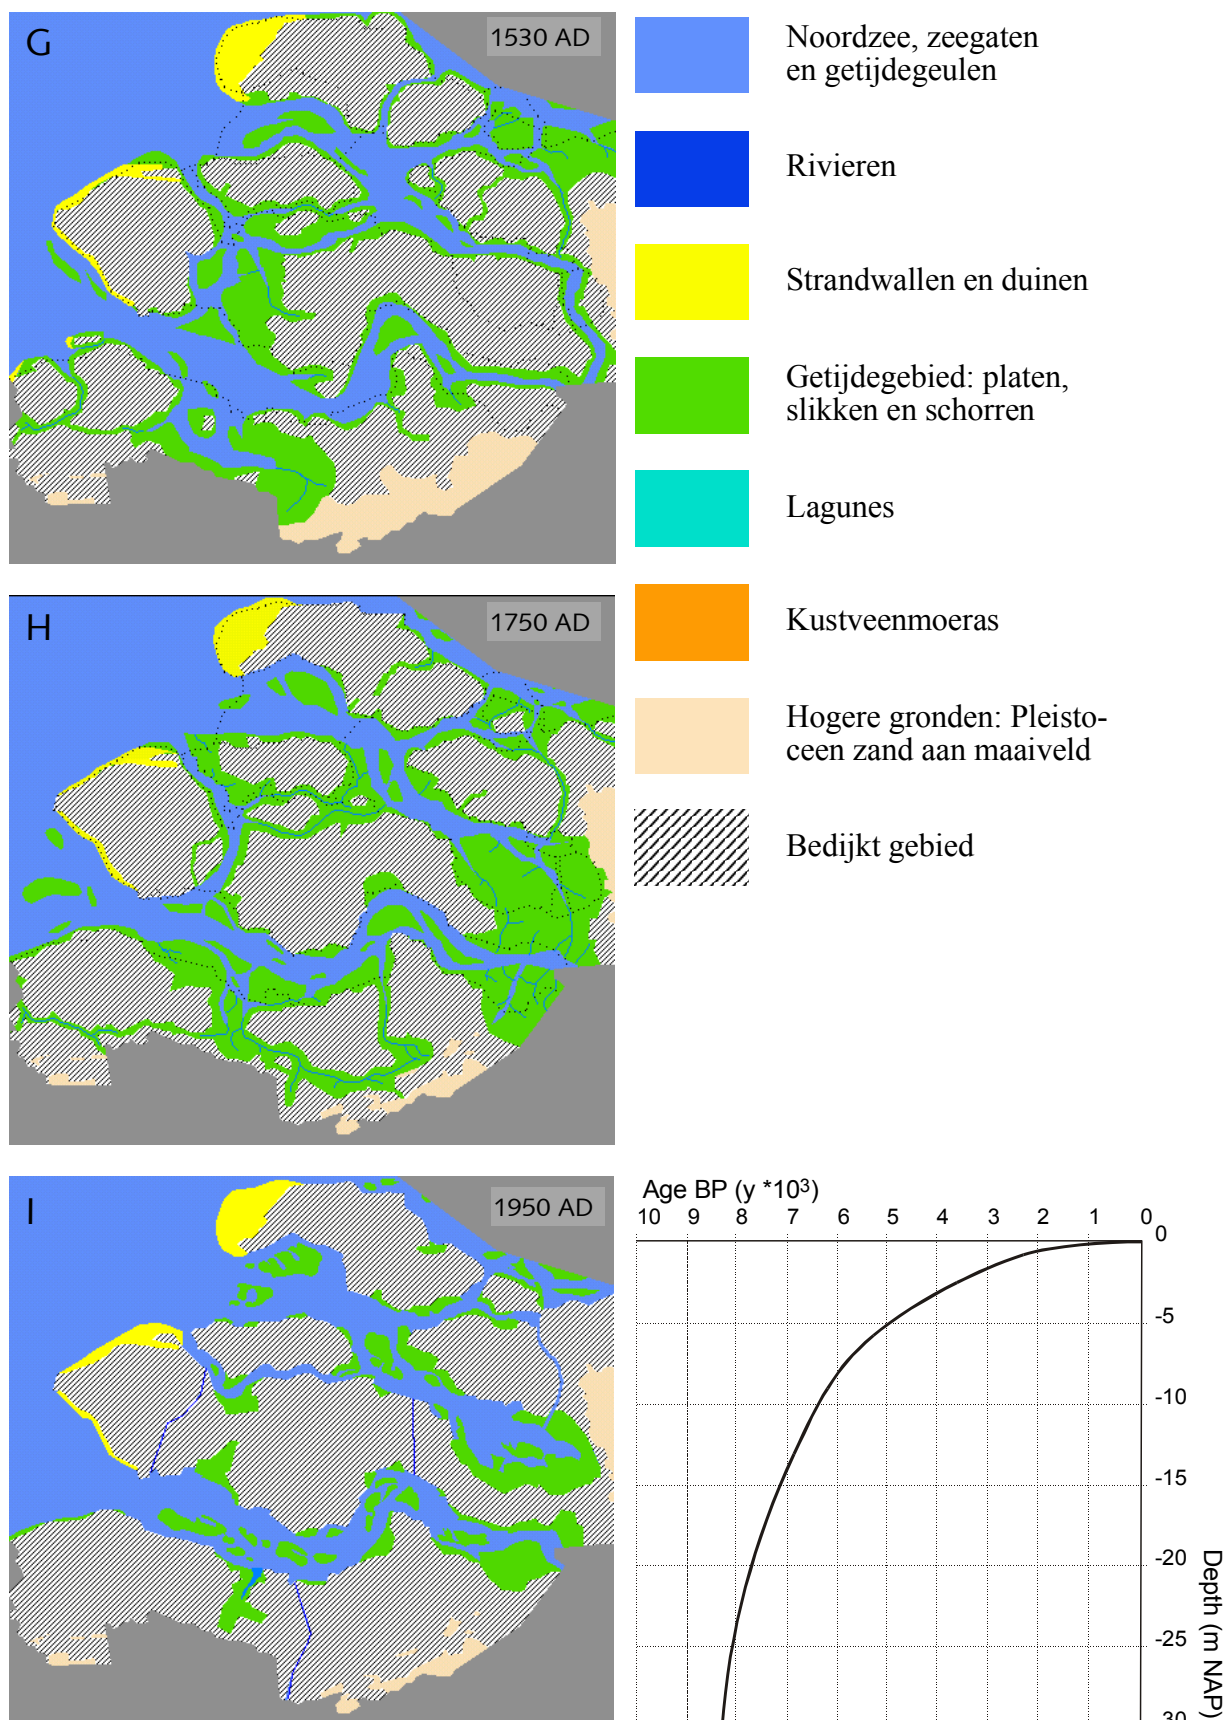 G
1530 AD
Noordzee, zeegaten
en getijdegeulen
Rivieren
Strandwallen en duinen
Getijdegebied: platen,
slikken en schorren
Lagunes
Kustveenmoeras
Hogere gronden: Pleisto-
ceen zand aan maaiveld
Bedijkt gebied
H
1750 AD
I
1950 AD
Age BP (y *10³)
10 9 8 7 6 5 4 3 2 1 0
0
-5
-10
-15
-20
-25
-30
Depth (m NAP)